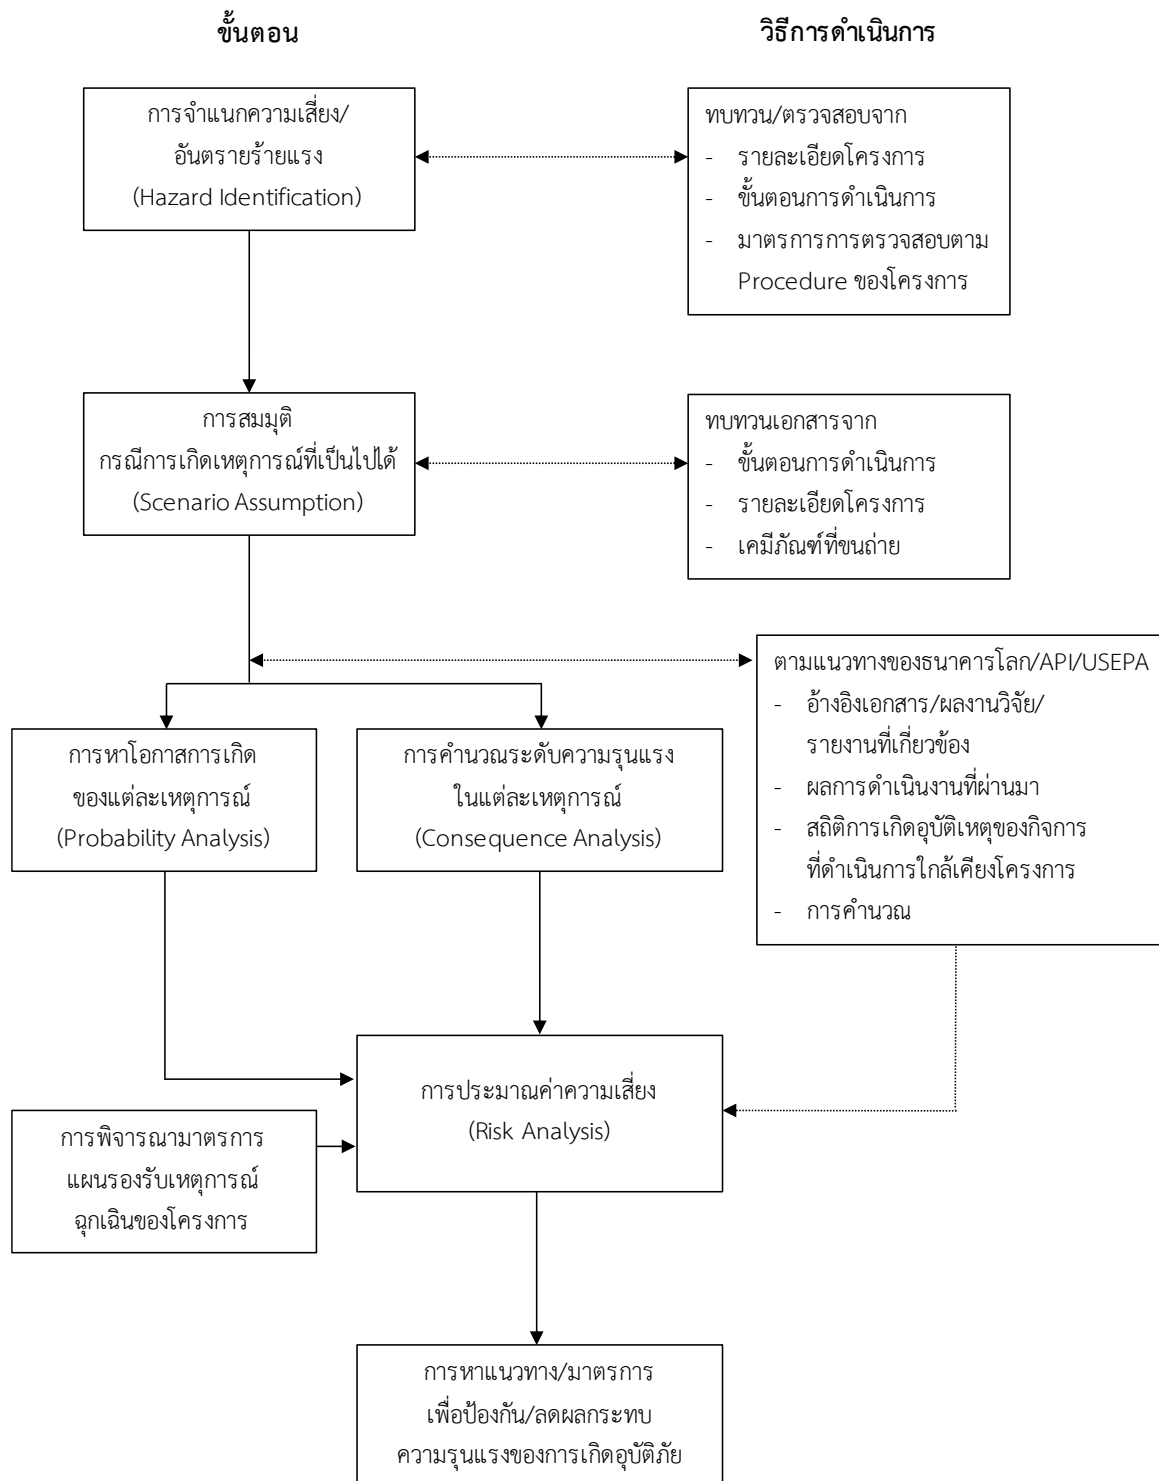 ขั้นตอน
วิธีการดำเนินการ
การจำแนกความเสี่ยง/
อันตรายร้ายแรง
(Hazard Identification)
ทบทวน/ตรวจสอบจาก
- รายละเอียดโครงการ
- ขั้นตอนการดำเนินการ
- มาตรการการตรวจสอบตาม
Procedure ของโครงการ
การสมมุติ
กรณีการเกิดเหตุการณ์ที่เป็นไปได้
(Scenario Assumption)
ทบทวนเอกสารจาก
- ขั้นตอนการดำเนินการ
- รายละเอียดโครงการ
- เคมีภัณฑ์ที่ขนถ่าย
ตามแนวทางของธนาคารโลก/API/USEPA
- อ้างอิงเอกสาร/ผลงานวิจัย/
รายงานที่เกี่ยวข้อง
- ผลการดำเนินงานที่ผ่านมา
- สถิติการเกิดอุบัติเหตุของกิจการ
ที่ดำเนินการใกล้เคียงโครงการ
- การคำนวณ
การหาโอกาสการเกิด
ของแต่ละเหตุการณ์
(Probability Analysis)
การคำนวณระดับความรุนแรง
ในแต่ละเหตุการณ์
(Consequence Analysis)
การประมาณค่าความเสี่ยง
(Risk Analysis)
การพิจารณามาตรการ
แผนรองรับเหตุการณ์
ฉุกเฉินของโครงการ
การหาแนวทาง/มาตรการ
เพื่อป้องกัน/ลดผลกระทบ
ความรุนแรงของการเกิดอุบัติภัย